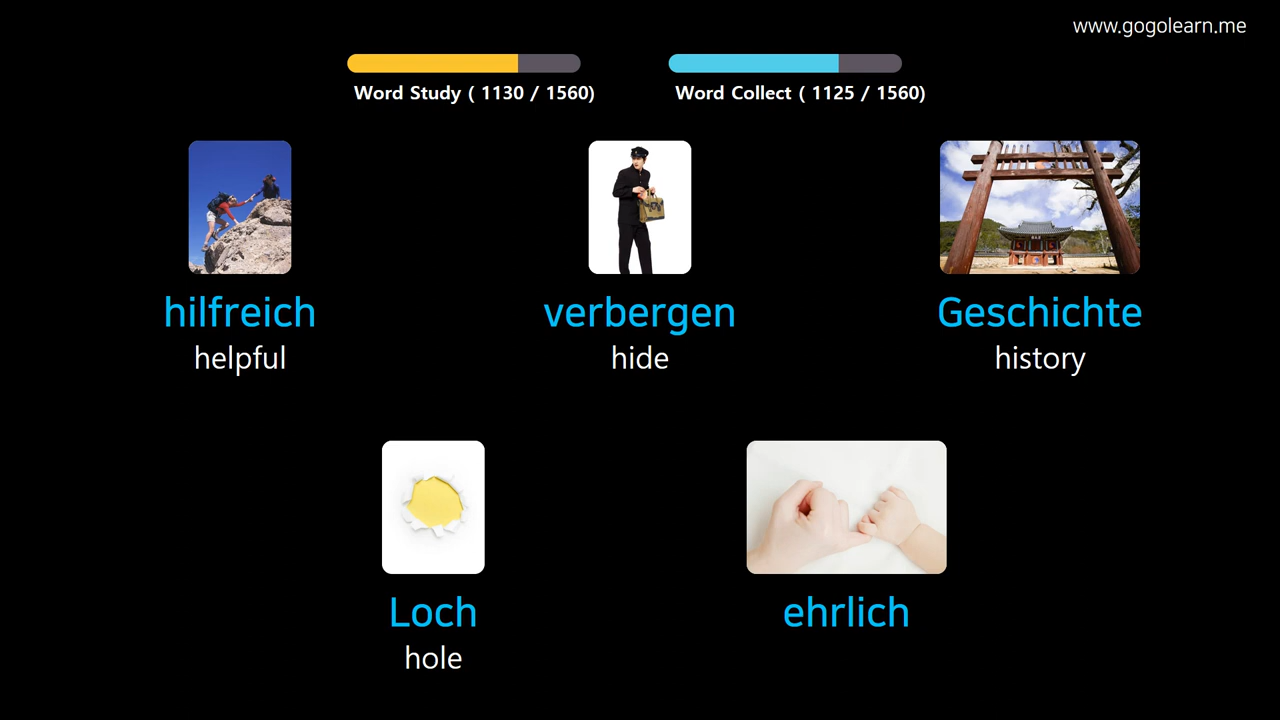 www.gogolearn.me
Word Study ( 1130 / 1560)
Word Collect ( 1125 / 1560)
hilfreich
helpful
verbergen
hide
Geschichte
history
Loch
hole
ehrlich